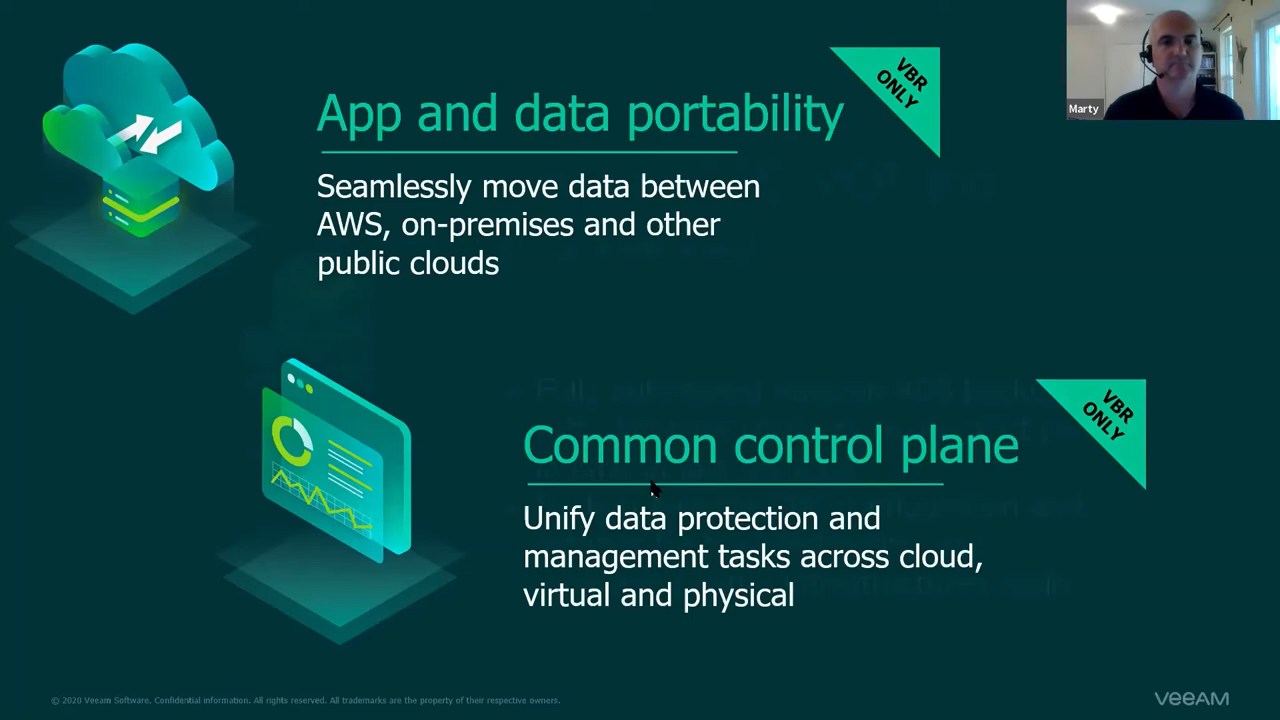 App and data portability
VBR
ONLY
Seamlessly move data between
AWS, on-premises and other
public clouds
Marty
Common control plane
VBR
ONLY
Unify data protection and
management tasks across cloud,
virtual and physical
© 2020 Veeam Software. Confidential information. All rights reserved. All trademarks are the property of their respective owners.
VEEAM